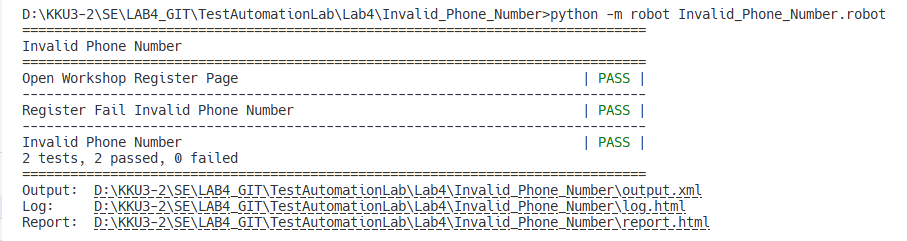 D:\KKU3-2\SE\LAB4_GIT\TestAutomationLab\Lab4\Invalid_Phone_Number>python -m robot Invalid_Phone_Number.robot
==============================================================================
Invalid Phone Number
==============================================================================
Open Workshop Register Page                                           | PASS |
------------------------------------------------------------------------------
Register Fail Invalid Phone Number                                    | PASS |
------------------------------------------------------------------------------
Invalid Phone Number                                                  | PASS |
2 tests, 2 passed, 0 failed
==============================================================================
Output:  D:\KKU3-2\SE\LAB4_GIT\TestAutomationLab\Lab4\Invalid_Phone_Number\output.xml
Log:     D:\KKU3-2\SE\LAB4_GIT\TestAutomationLab\Lab4\Invalid_Phone_Number\log.html
Report:  D:\KKU3-2\SE\LAB4_GIT\TestAutomationLab\Lab4\Invalid_Phone_Number\report.html